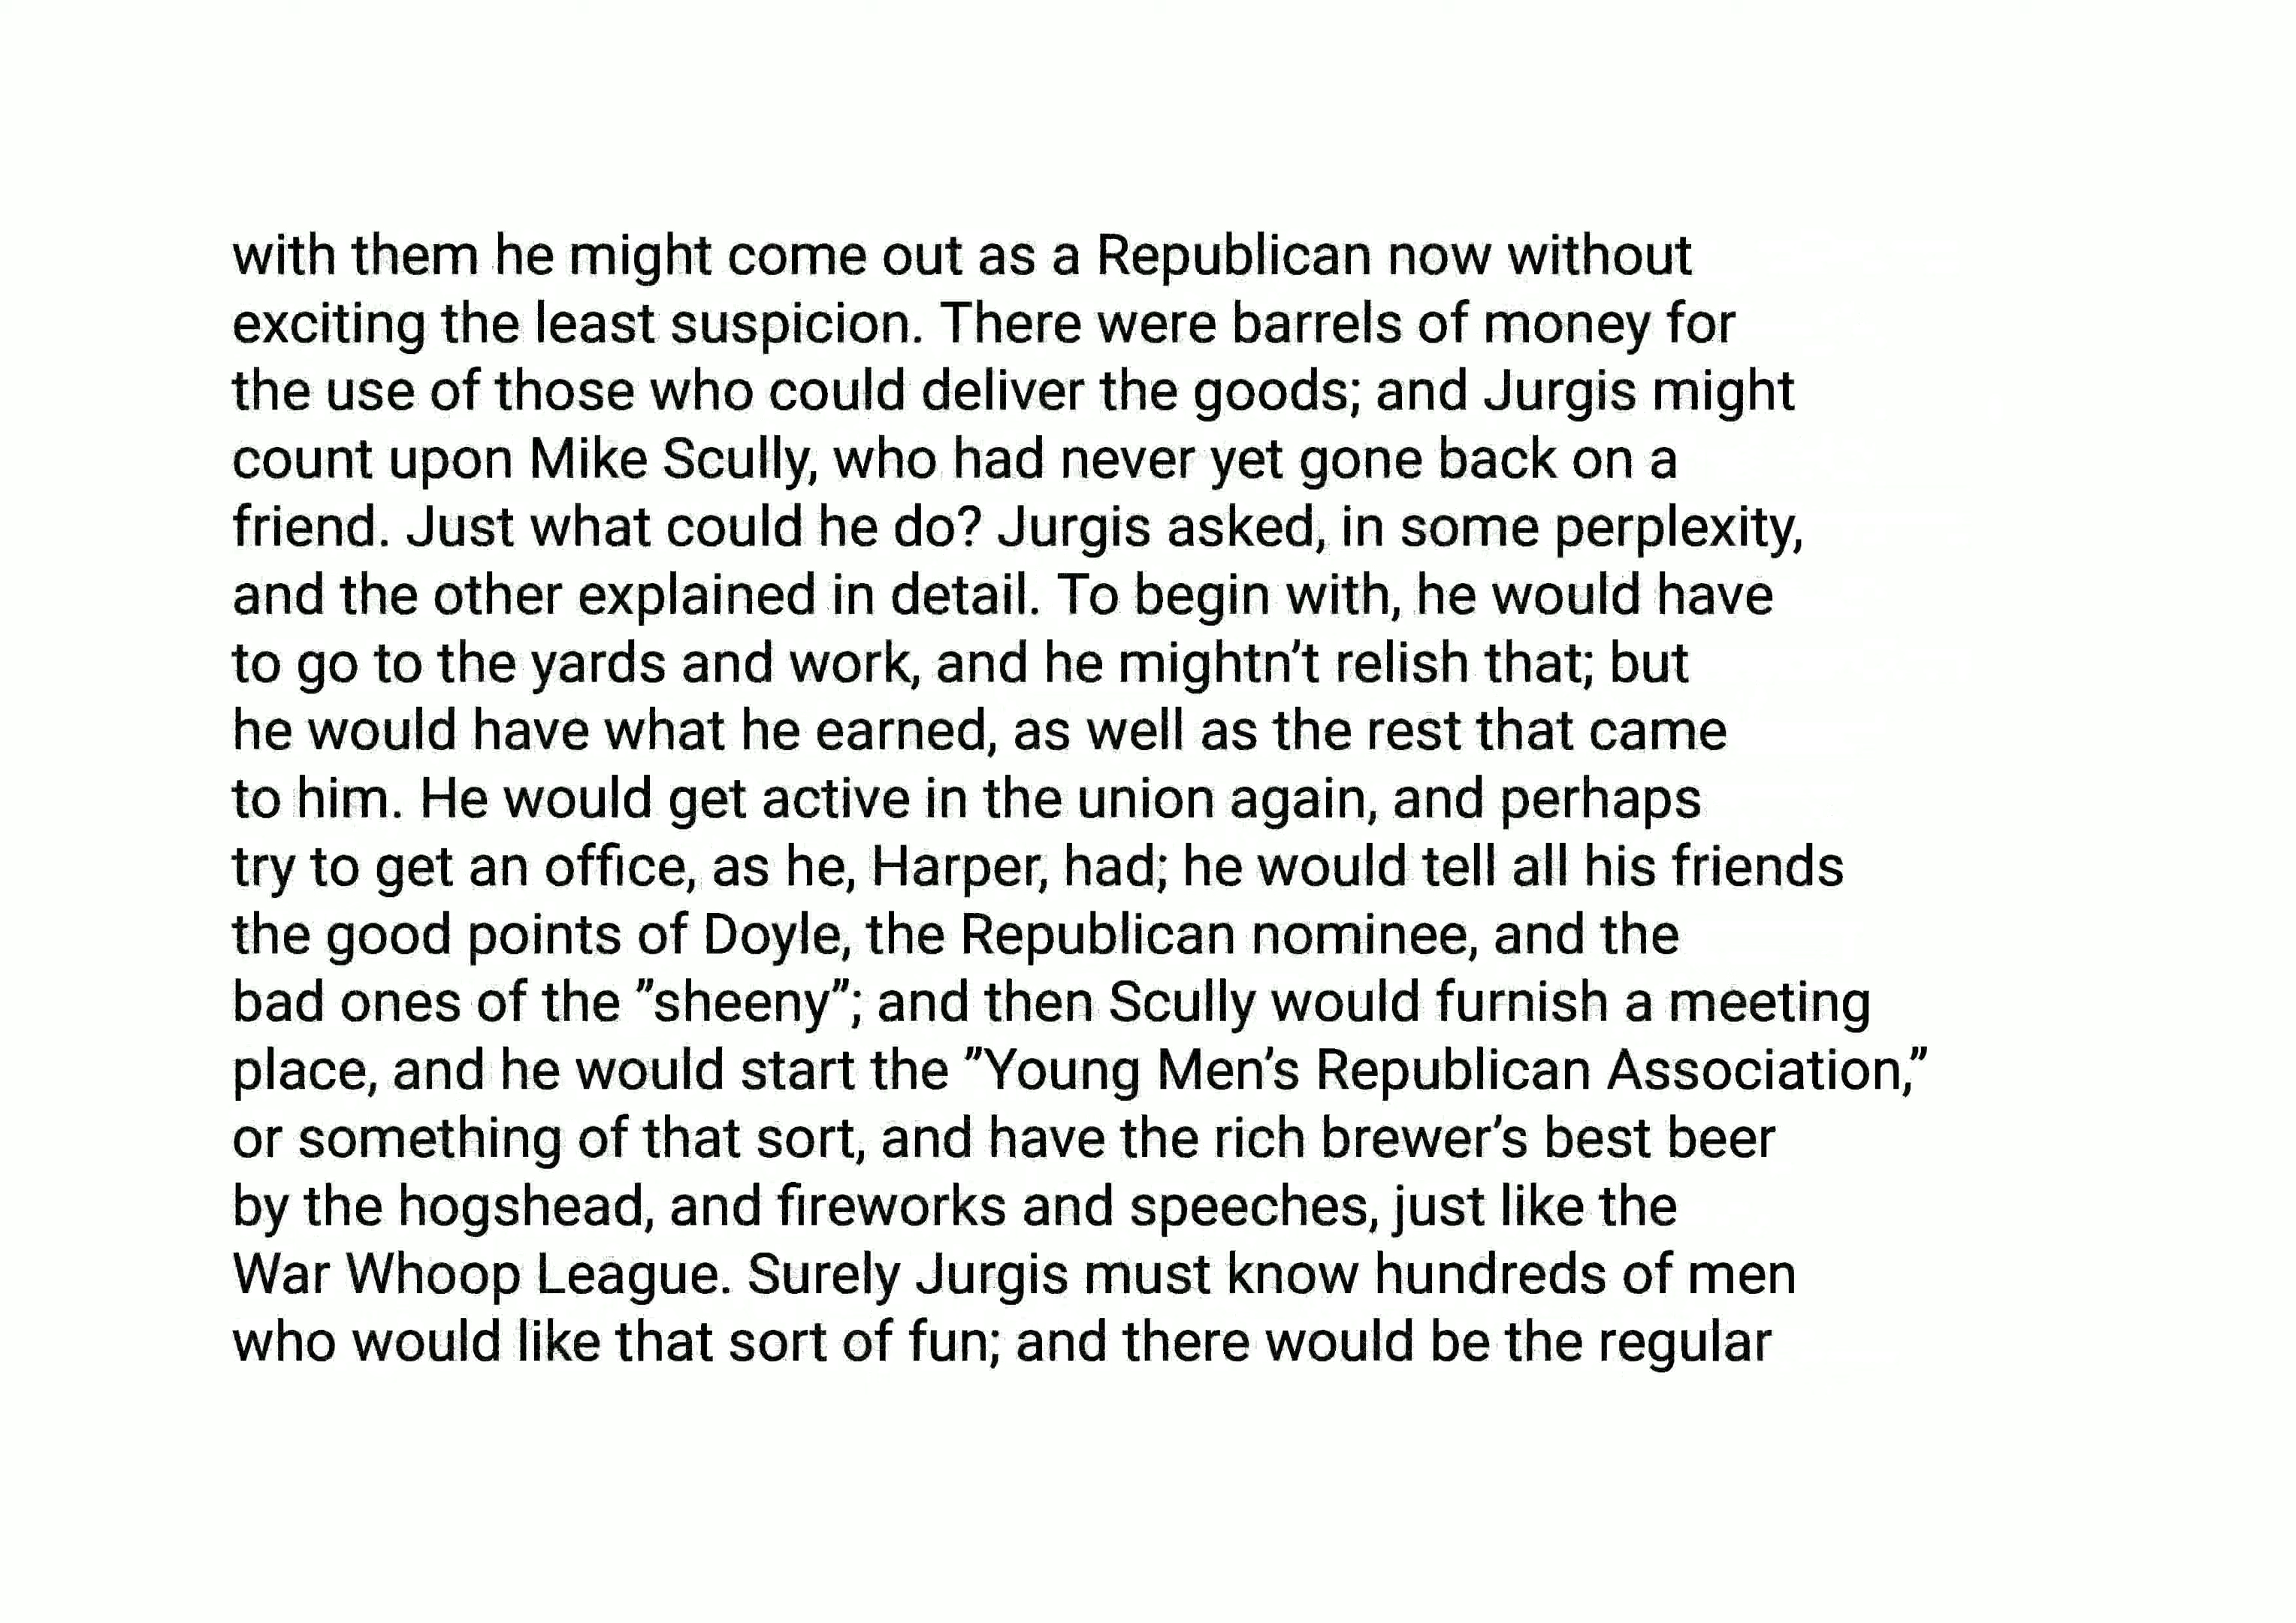 with them he might come out as a Republican now without
exciting the least suspicion. There were barrels of money for
the use of those who could deliver the goods; and Jurgis might
count upon Mike Scully, who had never yet gone back on a
friend. Just what could he do? Jurgis asked, in some perplexity,
and the other explained in detail. To begin with, he would have
to go to the yards and work, and he mightn’t relish that; but
he would have what he earned, as well as the rest that came
to him. He would get active in the union again, and perhaps
try to get an office, as he, Harper, had; he would tell all his friends
the good points of Doyle, the Republican nominee, and the
bad ones of the ”sheeny”; and then Scully would furnish a meeting
place, and he would start the ”Young Men’s Republican Association,”
or something of that sort, and have the rich brewer’s best beer
by the hogshead, and fireworks and speeches, just like the
War Whoop League. Surely Jurgis must know hundreds of men
who would like that sort of fun; and there would be the regular